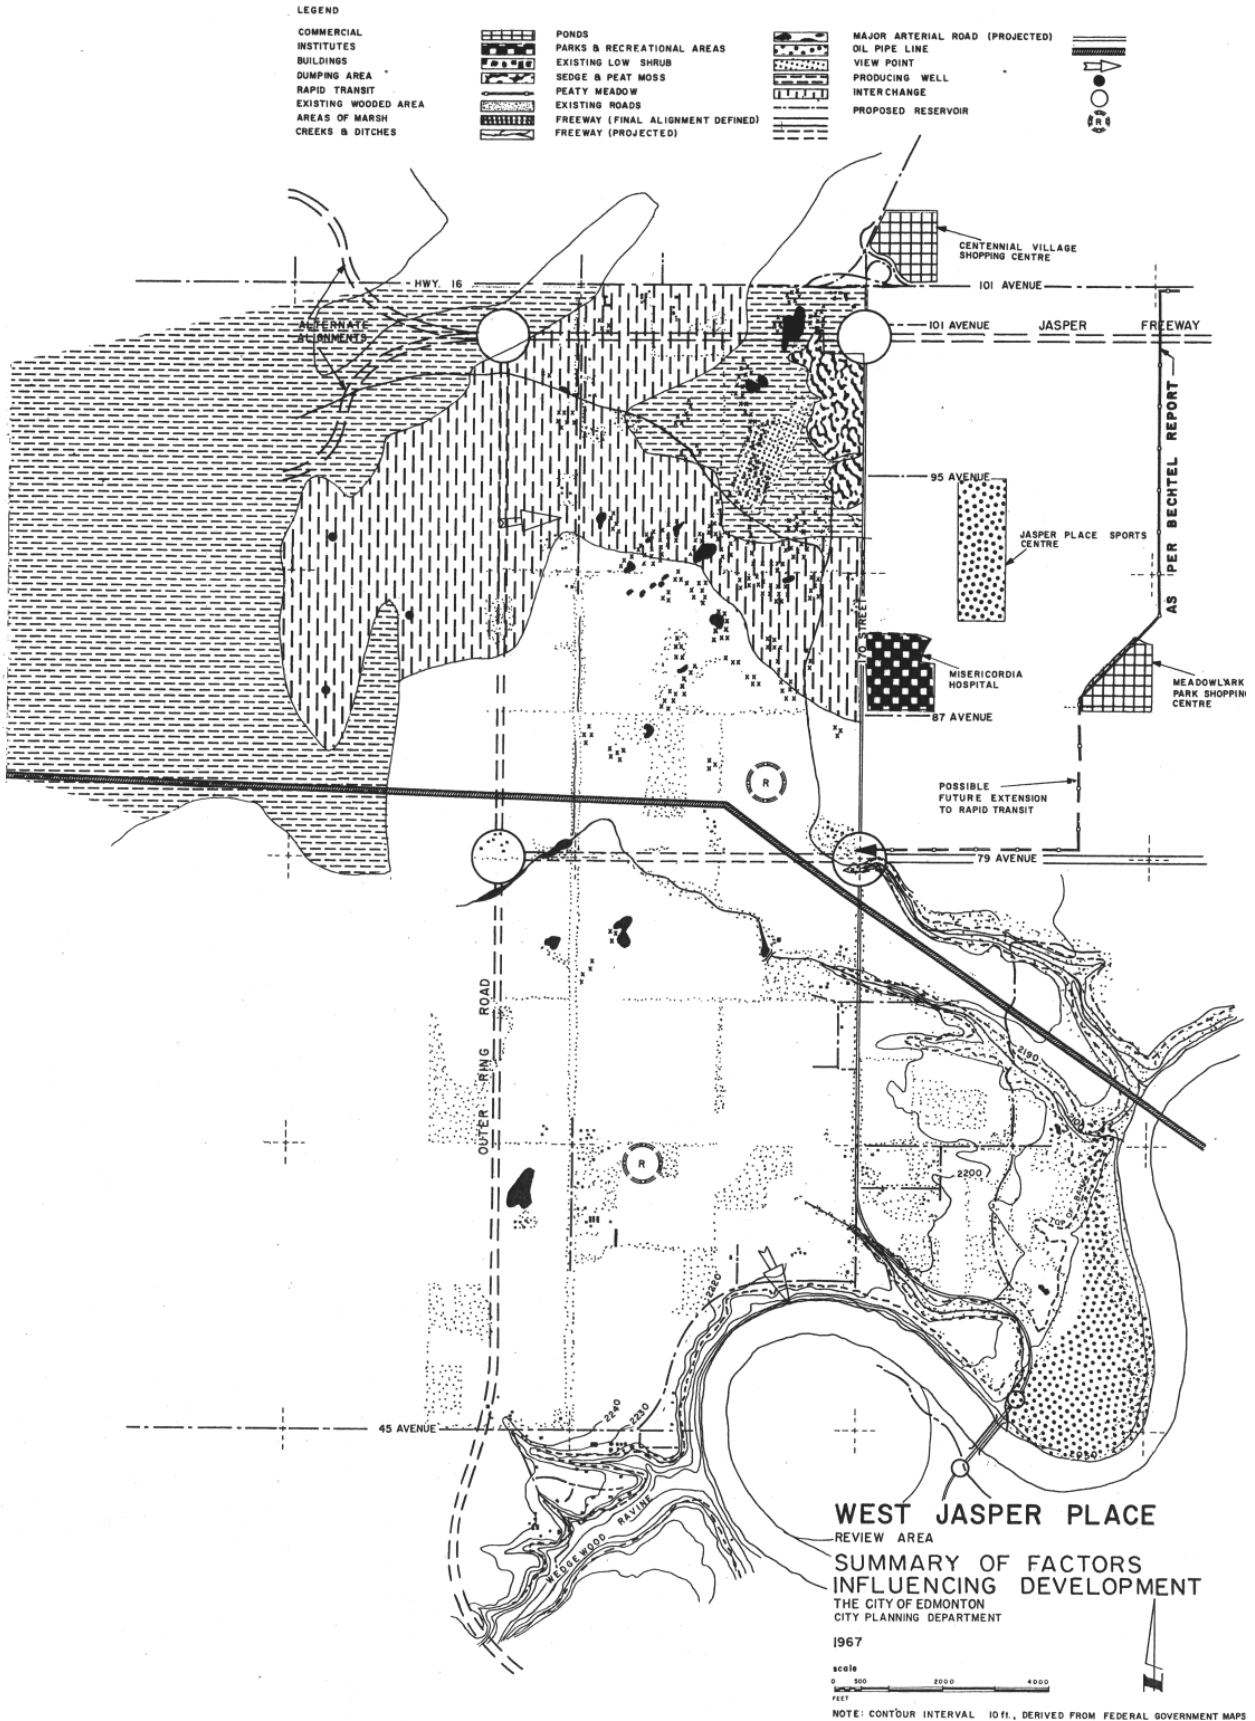 LEGEND
COMMERCIAL
INSTITUTES
BUILDINGS
DUMPING AREA
RAPID TRANSIT
EXISTING WOODED AREA
AREAS OF MARSH
CREEKS & DITCHES
PONDS
PARKS & RECREATIONAL AREAS
EXISTING LOW SHRUB
SEDGE & PEAT MOSS
PEATY MEADOW
EXISTING ROADS
FREEWAY (FINAL ALIGNMENT DEFINED)
FREEWAY (PROJECTED)
MAJOR ARTERIAL ROAD (PROJECTED)
OIL PIPE LINE
VIEW POINT
PRODUCING WELL
INTERCHANGE
PROPOSED RESERVOIR
R
CENTENNIAL VILLAGE
SHOPPING CENTRE
HWY. 16
101 AVENUE
ALTERNATE
ALIGNMENTS
101 AVENUE JASPER FREEWAY
AS PER BECHTEL REPORT
95 AVENUE
JASPER PLACE SPORTS
CENTRE
170 STREET
MISERICORDIA
HOSPITAL
MEADOWLARK
PARK SHOPPING
CENTRE
87 AVENUE
R
POSSIBLE
FUTURE EXTENSION
TO RAPID TRANSIT
79 AVENUE
OUTER RING ROAD
2190
R
2200
TOP OF BANK
2220
2240
2230
45 AVENUE
2050
WEDGEWOOD RAVINE
WEST JASPER PLACE
REVIEW AREA
SUMMARY OF FACTORS
INFLUENCING DEVELOPMENT
THE CITY OF EDMONTON
CITY PLANNING DEPARTMENT
1967
scale
0 500 2000 4000
FEET
NOTE: CONTOUR INTERVAL 10 ft., DERIVED FROM FEDERAL GOVERNMENT MAPS